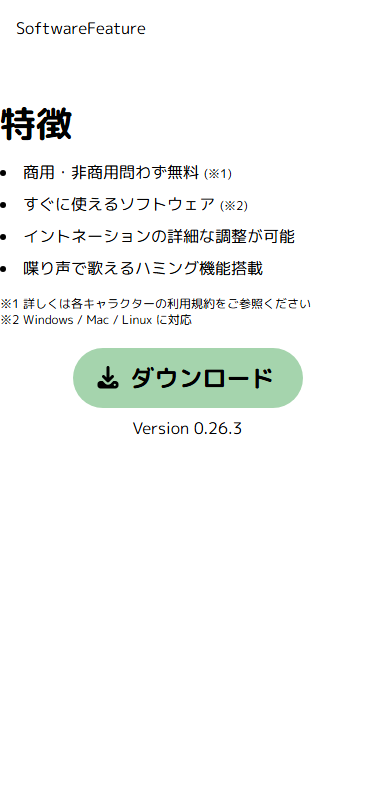 SoftwareFeature
特徴
• 商用・非商用問わず無料 (※1)
• すぐに使えるソフトウェア (※2)
• イントネーションの詳細な調整が可能
• 喋り声で歌えるハミング機能搭載
※1 詳しくは各キャラクターの利用規約をご参照ください
※2 Windows / Mac / Linux に対応
ダウンロード
Version 0.26.3